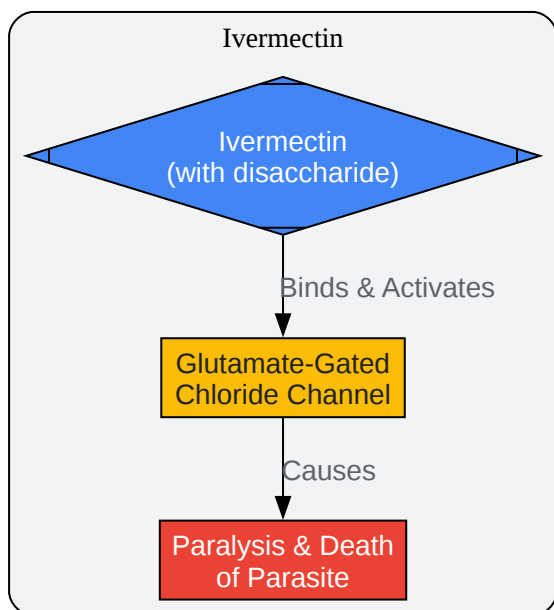 Ivermectin
Ivermectin
(with disaccharide)
Binds & Activates
Glutamate-Gated
Chloride Channel
Causes
Paralysis & Death
of Parasite